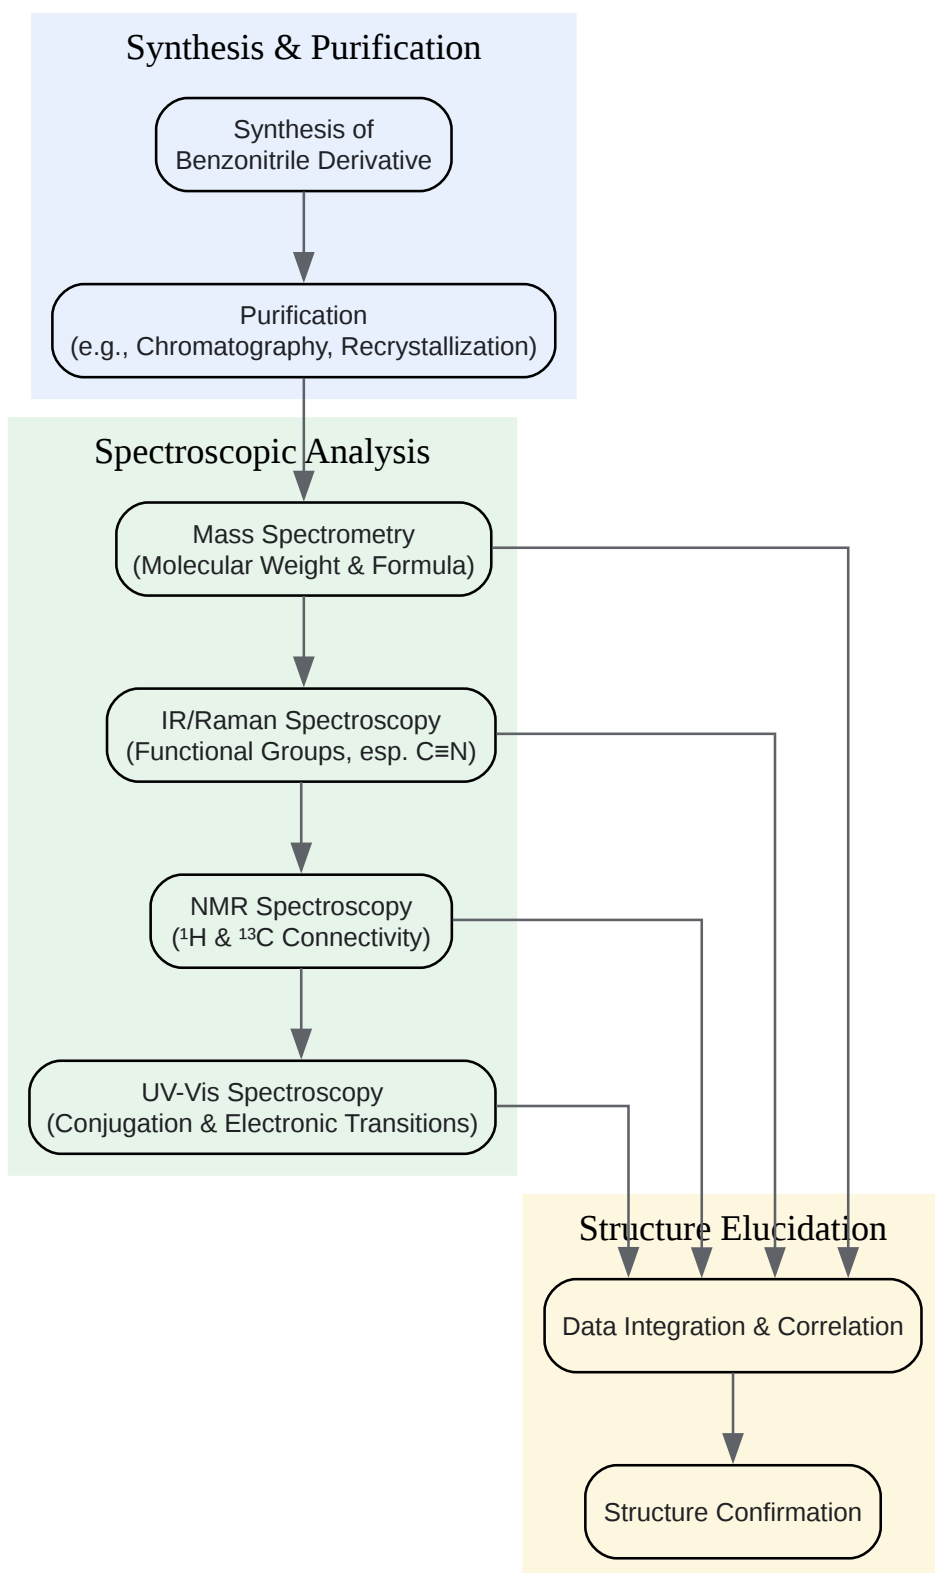 Synthesis & Purification
Synthesis of
Benzonitrile Derivative
Purification
(e.g., Chromatography, Recrystallization)
Spectroscopic Analysis
Mass Spectrometry
(Molecular Weight & Formula)
IR/Raman Spectroscopy
(Functional Groups, esp. C≡N)
NMR Spectroscopy
(¹H & ¹³C Connectivity)
UV-Vis Spectroscopy
(Conjugation & Electronic Transitions)
Structure Elucidation
Data Integration & Correlation
Structure Confirmation